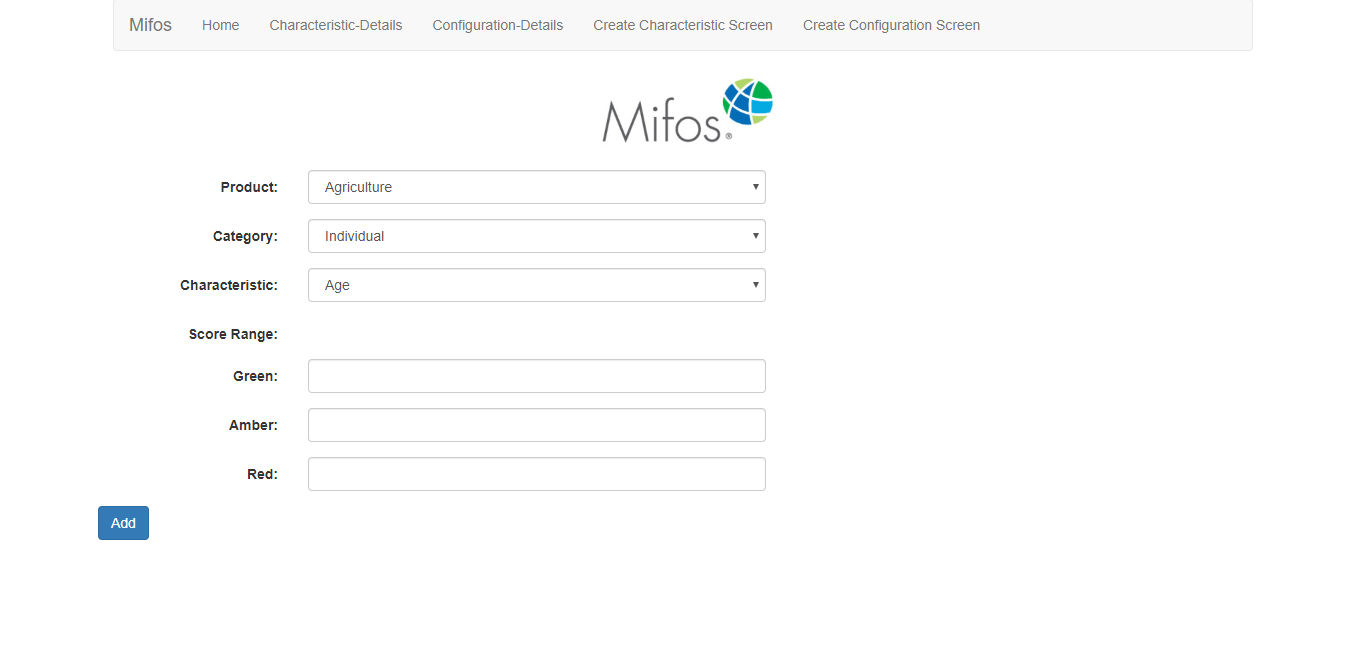 Mifos Home Characteristic-Details Configuration-Details Create Characteristic Screen Create Configuration Screen
Mifos®
Product: Agriculture
Category: Individual
Characteristic: Age
Score Range:
Green:
Amber:
Red:
Add